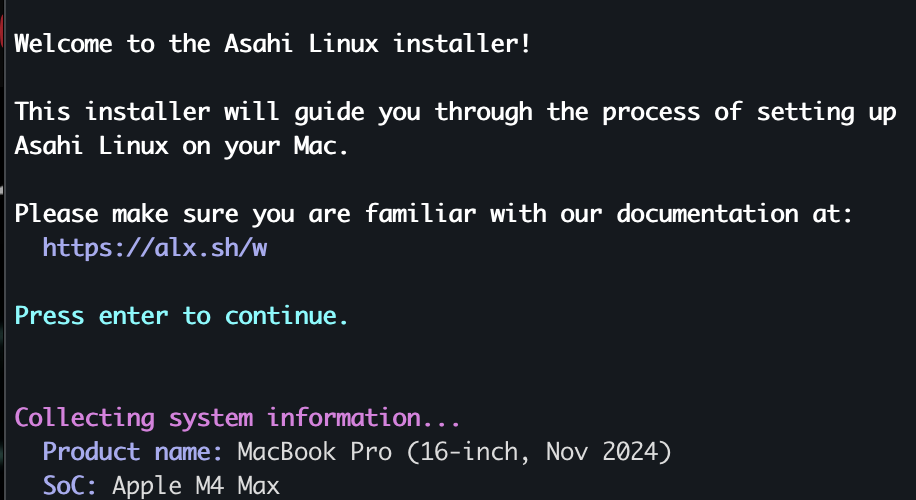 Welcome to the Asahi Linux installer!
This installer will guide you through the process of setting up
Asahi Linux on your Mac.
Please make sure you are familiar with our documentation at:
https://alx.sh/w
Press enter to continue.
Collecting system information...
Product name: MacBook Pro (16-inch, Nov 2024)
SoC: Apple M4 Max